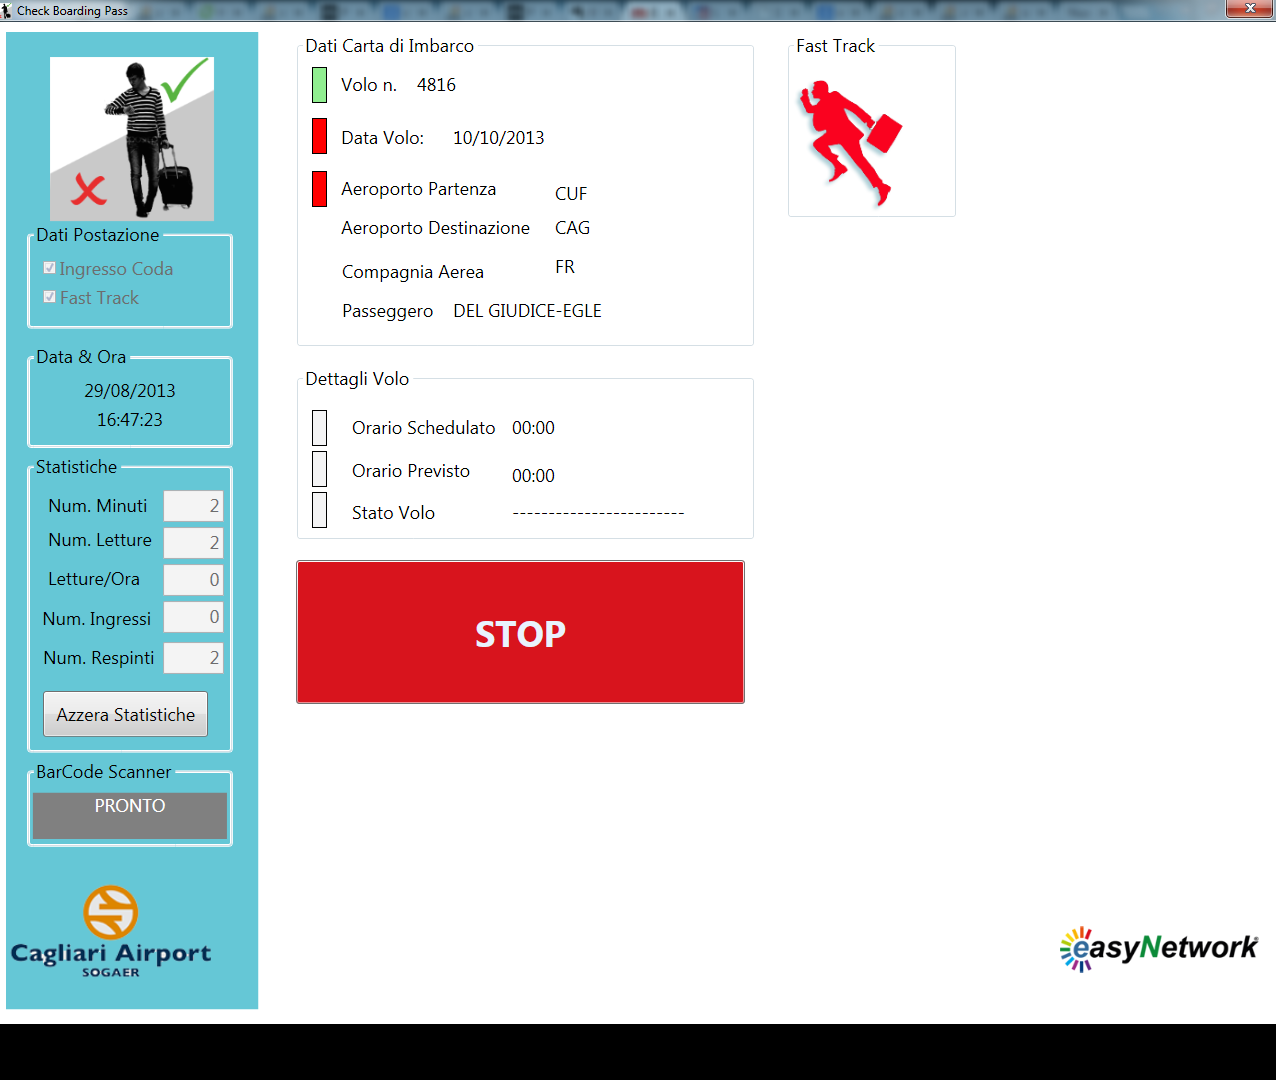 Check Boarding Pass
Dati Postazione
Ingresso Coda
Fast Track
Data & Ora
29/08/2013
16:47:23
Statistiche
Num. Minuti 2
Num. Letture 2
Letture/Ora 0
Num. Ingressi 0
Num. Respinti 2
Azzera Statistiche
BarCode Scanner
PRONTO
Cagliari Airport
SOGAER
Dati Carta di Imbarco
Volo n. 4816
Data Volo: 10/10/2013
Aeroporto Partenza CUF
Aeroporto Destinazione CAG
Compagnia Aerea FR
Passeggero DEL GIUDICE-EGLE
Dettagli Volo
Orario Schedulato 00:00
Orario Previsto 00:00
Stato Volo ------------------------
STOP
Fast Track
easyNetwork